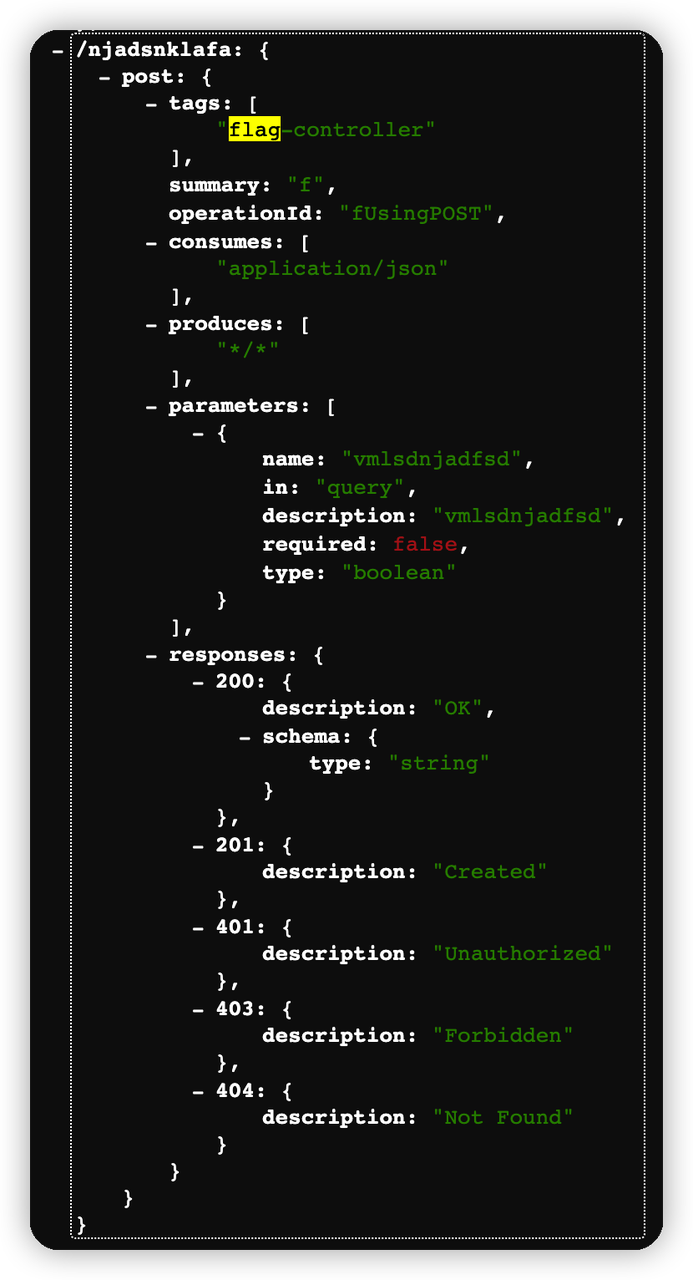 - /njadsnklafa: {
- post: {
- tags: [
"flag-controller"
],
summary: "f",
operationId: "fUsingPOST",
- consumes: [
"application/json"
],
- produces: [
"*/*"
],
- parameters: [
- {
name: "vmlsdnjadfsd",
in: "query",
description: "vmlsdnjadfsd",
required: false,
type: "boolean"
}
],
- responses: {
- 200: {
description: "OK",
- schema: {
type: "string"
}
},
- 201: {
description: "Created"
},
- 401: {
description: "Unauthorized"
},
- 403: {
description: "Forbidden"
},
- 404: {
description: "Not Found"
}
}
}
}